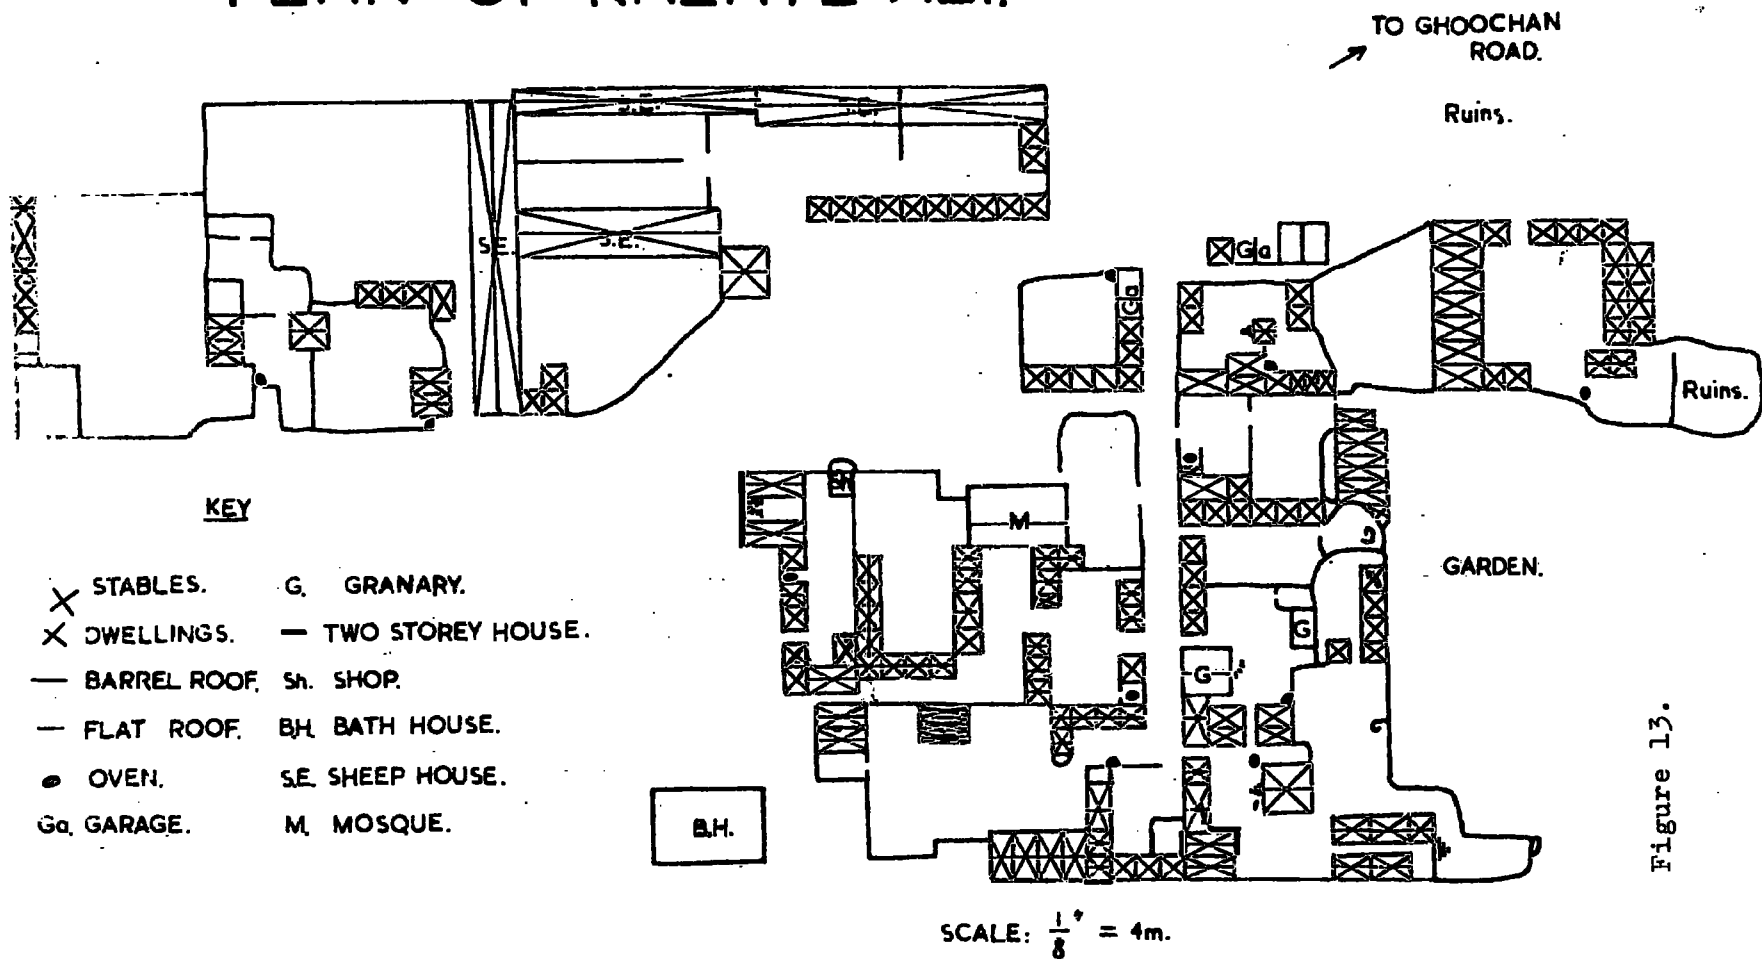 TO GHOOCHAN
ROAD.
Ruins.
S.E.
S.E.
Ga
Ga
Ruins.
M
GARDEN.
G
G
B.H.
KEY
STABLES.
G. GRANARY.
DWELLINGS.
TWO STOREY HOUSE.
BARREL ROOF.
Sh. SHOP.
FLAT ROOF.
B.H. BATH HOUSE.
OVEN.
S.E. SHEEP HOUSE.
Ga. GARAGE.
M. MOSQUE.
SCALE: 1/8" = 4m.
Figure 13.